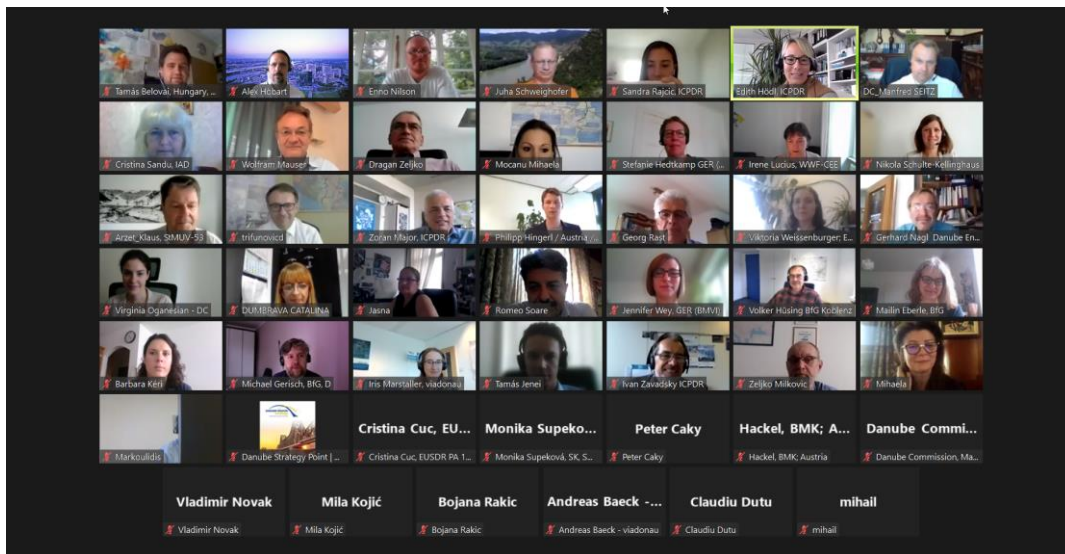 Tamás Belovai, Hungary, ...
Alex Hobart
Enno Nilson
Juha Schweighofer
Sandra Rajcic, ICPDR
Edith Hödl, ICPDR
DC_Manfred SEITZ
Cristina Sandu, IAD
Wolfram Mauser
Dragan Zeljko
Mocanu Mihaela
Stefanie Hedtkamp GER (...
Irene Lucius, WWF-CEE
Nikola Schulte-Kellinghaus
Arzet_Klaus, StMUV-53
trifunovicd
Zoran Major, ICPDR
Philipp Hingerl / Austria /...
Georg Rast
Viktoria Weissenburger; E...
Gerhard Nagl Danube En...
Virginia Oganesian - DC
DUMBRAVA CATALINA
Jasna
Romeo Soare
Jennifer Wey, GER (BMVI)
Volker Hüsing BfG Koblenz
Mailin Eberle, BfG
Barbara Kéri
Michael Gerisch, BfG, D
Iris Marstaller, viadonau
Tamás Jenei
Ivan Zavadsky ICPDR
Zeljko Milkovic
Mihaela
Markoulidis
Danube Strategy Point | ...
Cristina Cuc, EU...
Cristina Cuc, EUSDR PA 1...
Monika Supeko...
Monika Supeková, SK, S...
Peter Caky
Peter Caky
Hackel, BMK; A...
Hackel, BMK; Austria
Danube Commi...
Danube Commission, Ma...
Vladimir Novak
Vladimir Novak
Mila Kojić
Mila Kojić
Bojana Rakic
Bojana Rakic
Andreas Baeck -...
Andreas Baeck - viadonau
Claudiu Dutu
Claudiu Dutu
mihail
mihail